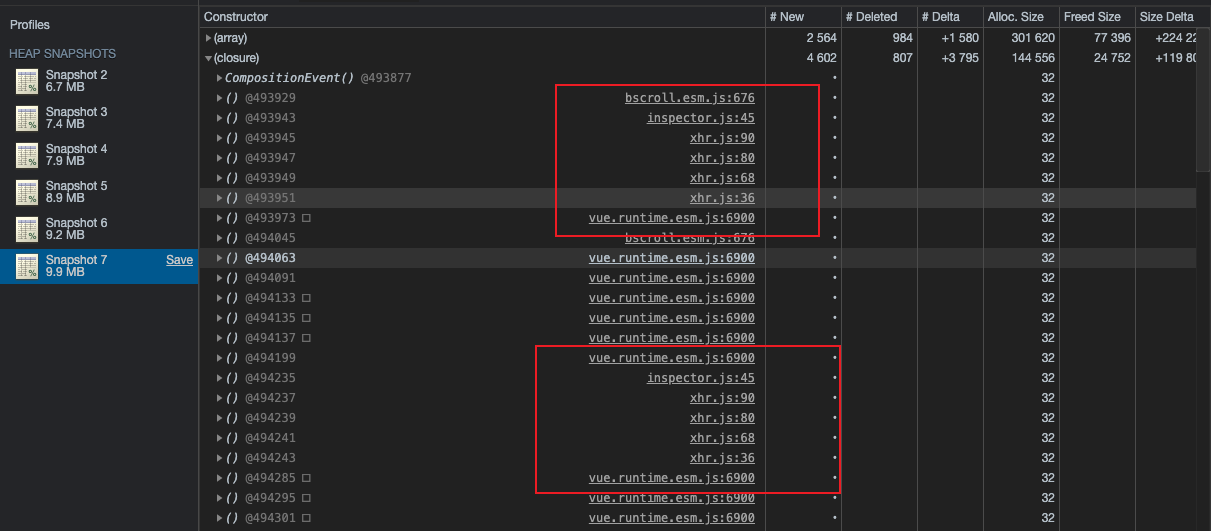 Profiles
HEAP SNAPSHOTS
Snapshot 2
6.7 MB
Snapshot 3
7.4 MB
Snapshot 4
7.9 MB
Snapshot 5
8.9 MB
Snapshot 6
9.2 MB
Snapshot 7 Save
9.9 MB
Constructor # New # Deleted # Delta Alloc. Size Freed Size Size Delta
(array) 2 564 984 +1 580 301 620 77 396 +224 22
(closure) 4 602 807 +3 795 144 556 24 752 +119 80
CompositionEvent() @493877 • 32
() @493929 bscroll.esm.js:676 • 32
() @493943 inspector.js:45 • 32
() @493945 xhr.js:90 • 32
() @493947 xhr.js:80 • 32
() @493949 xhr.js:68 • 32
() @493951 xhr.js:36 • 32
() @493973 vue.runtime.esm.js:6900 • 32
() @494045 bscroll.esm.js:676 • 32
() @494063 vue.runtime.esm.js:6900 • 32
() @494091 vue.runtime.esm.js:6900 • 32
() @494133 vue.runtime.esm.js:6900 • 32
() @494135 vue.runtime.esm.js:6900 • 32
() @494137 vue.runtime.esm.js:6900 • 32
() @494199 vue.runtime.esm.js:6900 • 32
() @494235 inspector.js:45 • 32
() @494237 xhr.js:90 • 32
() @494239 xhr.js:80 • 32
() @494241 xhr.js:68 • 32
() @494243 xhr.js:36 • 32
() @494285 vue.runtime.esm.js:6900 • 32
() @494295 vue.runtime.esm.js:6900 • 32
() @494301 vue.runtime.esm.js:6900 • 32